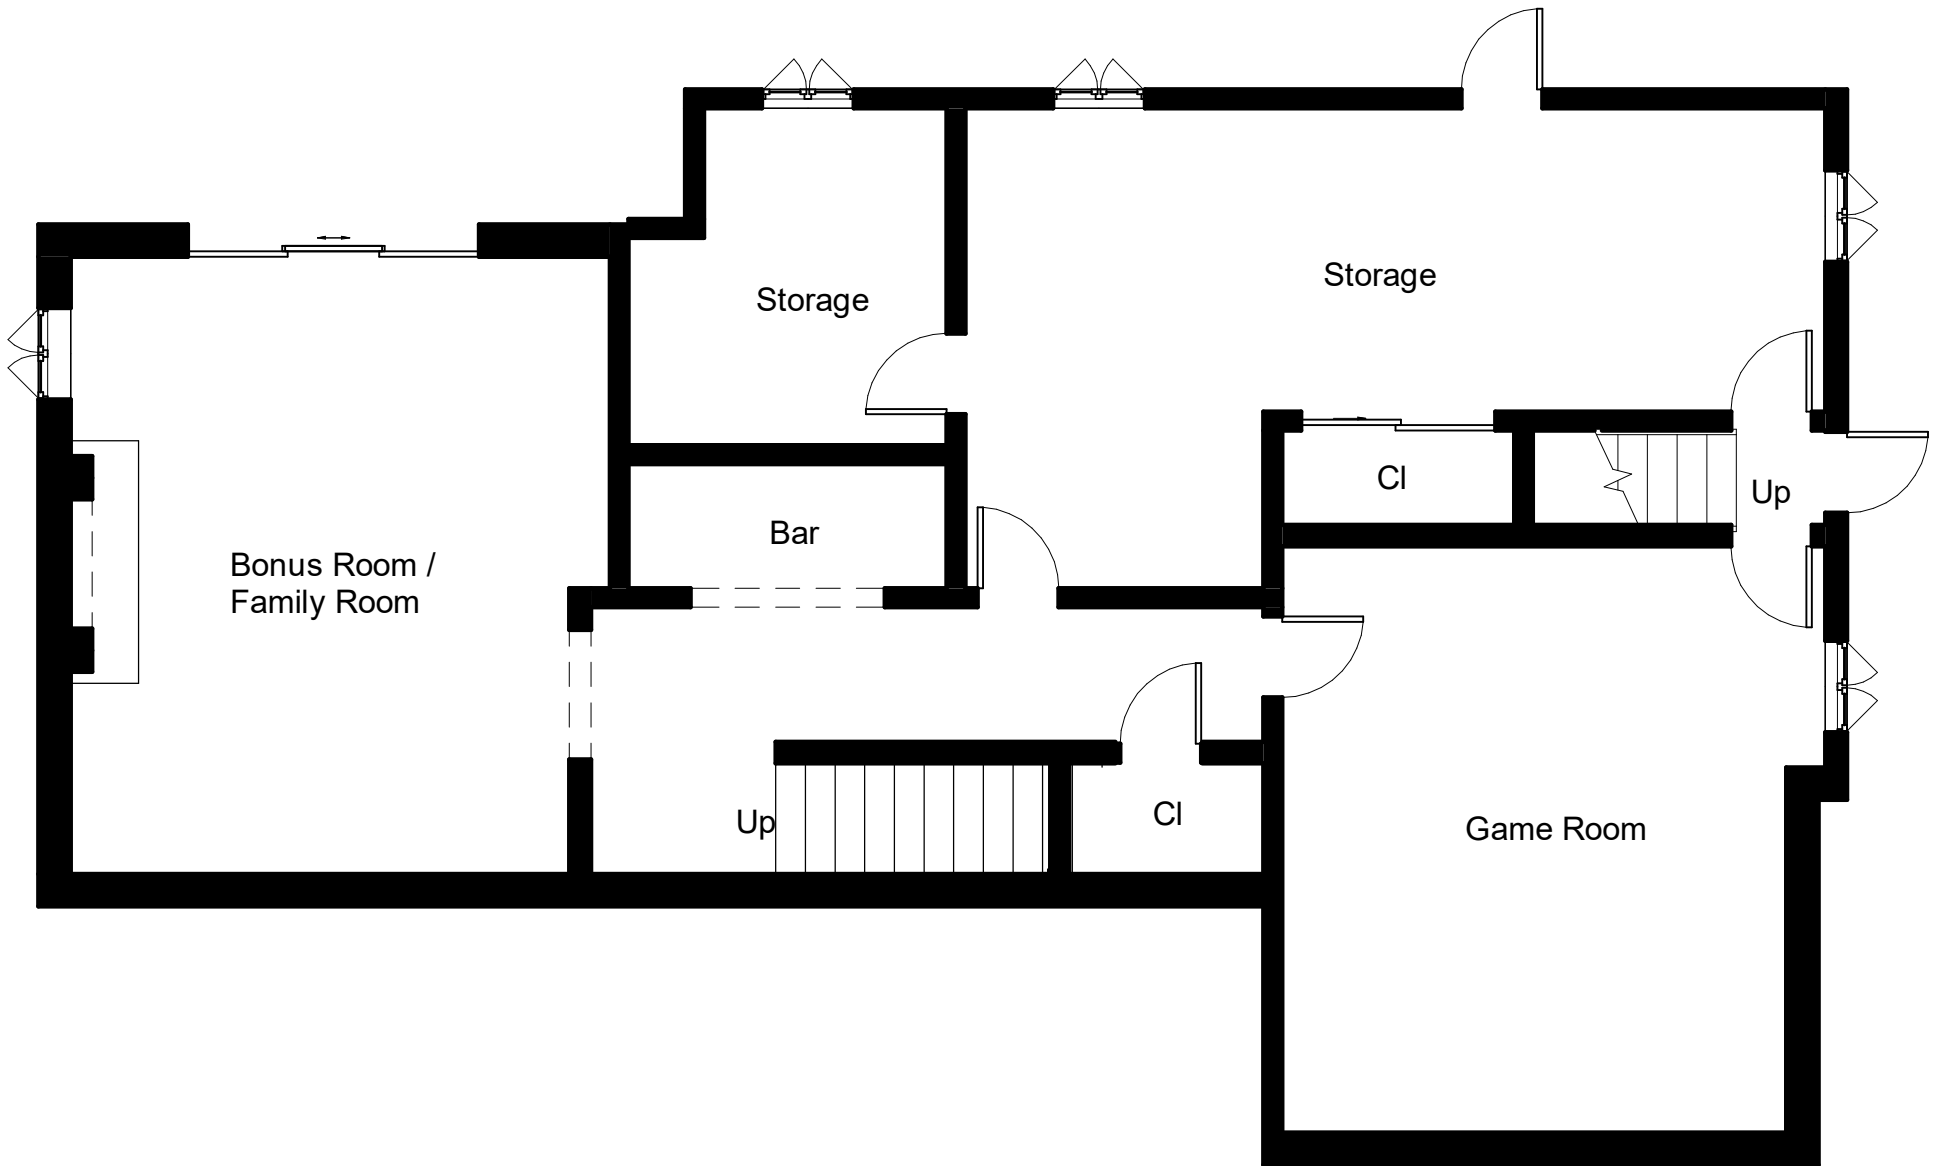 Storage
Storage
Cl
Up
Bar
Bonus Room /
Family Room
Up
Cl
Game Room